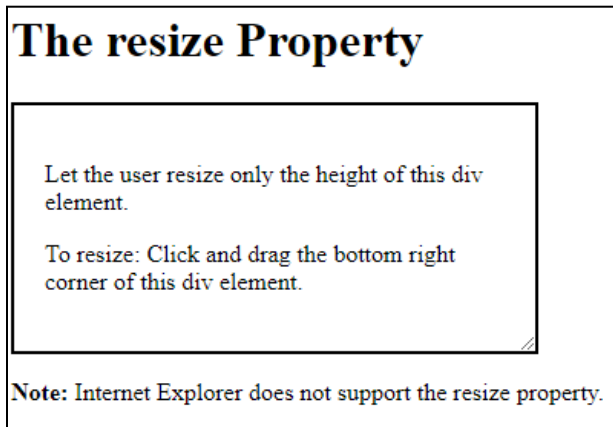 The resize Property
Let the user resize only the height of this div
element.
To resize: Click and drag the bottom right
corner of this div element.
Note: Internet Explorer does not support the resize property.